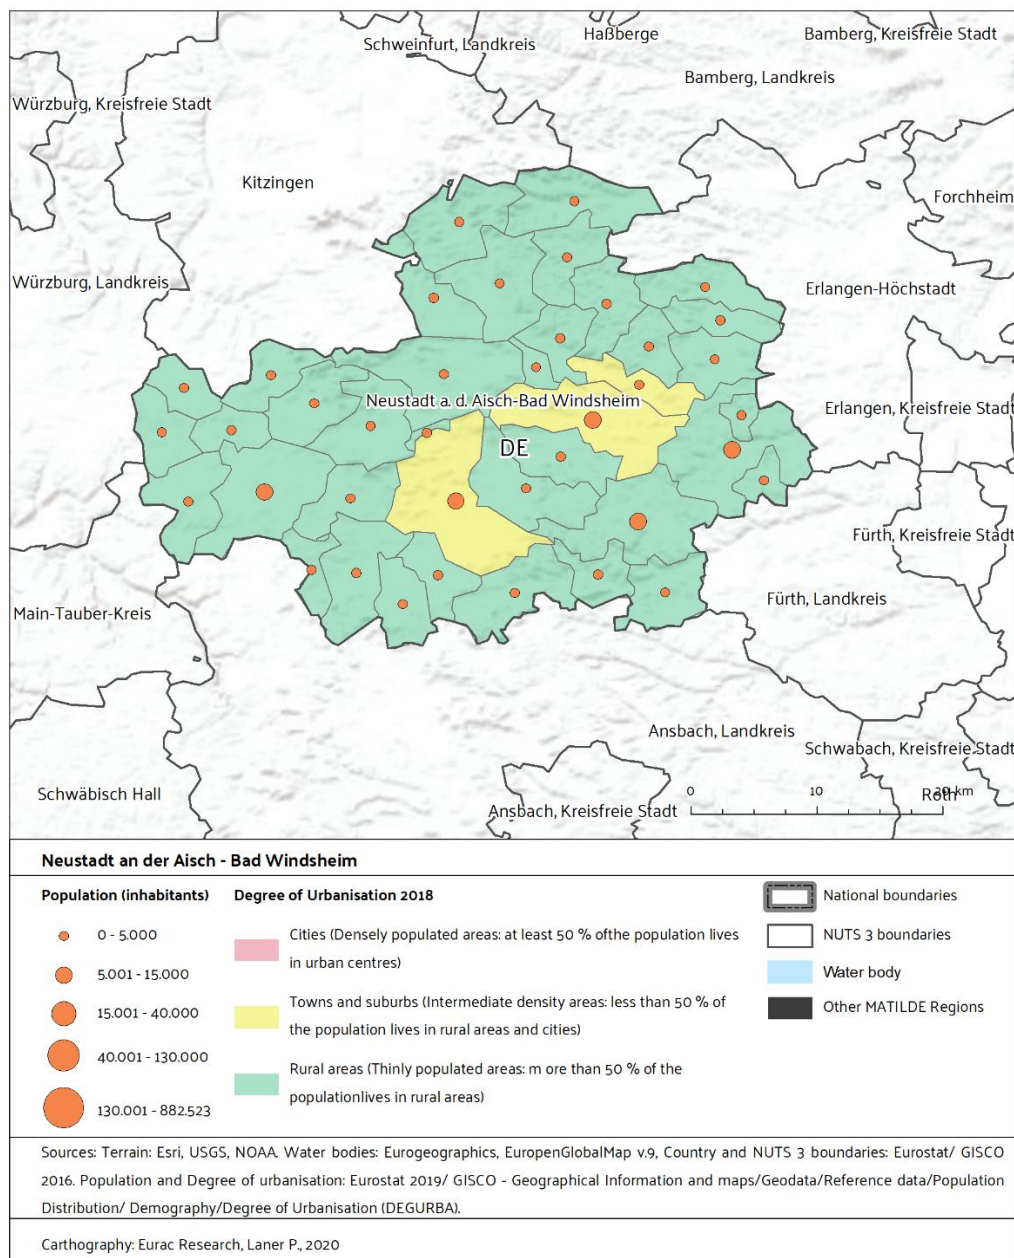 Schweinfurt, Landkreis
Haßberge
Bamberg, Kreisfreie Stadt
Bamberg, Landkreis
Würzburg, Kreisfreie Stadt
Kitzingen
Forchheim
Würzburg, Landkreis
Erlangen-Höchstadt
Neustadt a. d. Aisch-Bad Windsheim
Erlangen, Kreisfreie Stadt
DE
Fürth, Kreisfreie Stadt
Fürth, Landkreis
Main-Tauber-Kreis
Ansbach, Landkreis
Schwabach, Kreisfreie Stadt
Schwäbisch Hall
Ansbach, Kreisfreie Stadt
0 10 20 km
Roth
Neustadt an der Aisch - Bad Windsheim
Population (inhabitants)
0 - 5.000
5.001 - 15.000
15.001 - 40.000
40.001 - 130.000
130.001 - 882.523
Degree of Urbanisation 2018
Cities (Densely populated areas: at least 50 % ofthe population lives
in urban centres)
Towns and suburbs (Intermediate density areas: less than 50 % of
the population lives in rural areas and cities)
Rural areas (Thinly populated areas: m ore than 50 % of the
populationlives in rural areas)
National boundaries
NUTS 3 boundaries
Water body
Other MATILDE Regions
Sources: Terrain: Esri, USGS, NOAA. Water bodies: Eurogeographics, EuropenGlobalMap v.9, Country and NUTS 3 boundaries: Eurostat/ GISCO
2016. Population and Degree of urbanisation: Eurostat 2019/ GISCO - Geographical Information and maps/Geodata/Reference data/Population
Distribution/ Demography/Degree of Urbanisation (DEGURBA).
Carthography: Eurac Research, Laner P., 2020